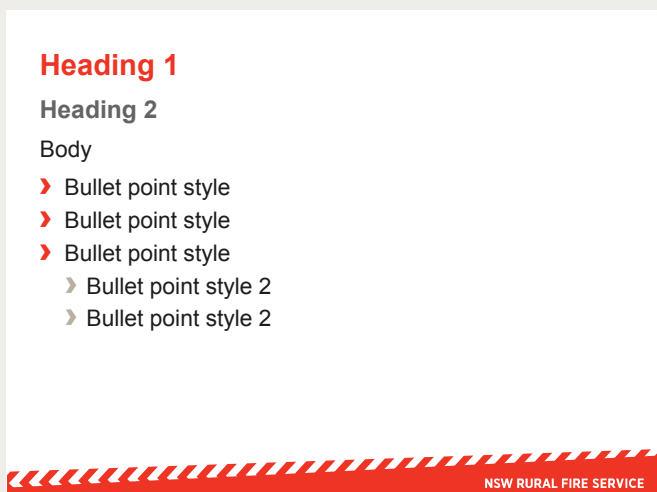 Heading 1
Heading 2
Body
Bullet point style
Bullet point style
Bullet point style
Bullet point style 2
Bullet point style 2
NSW RURAL FIRE SERVICE